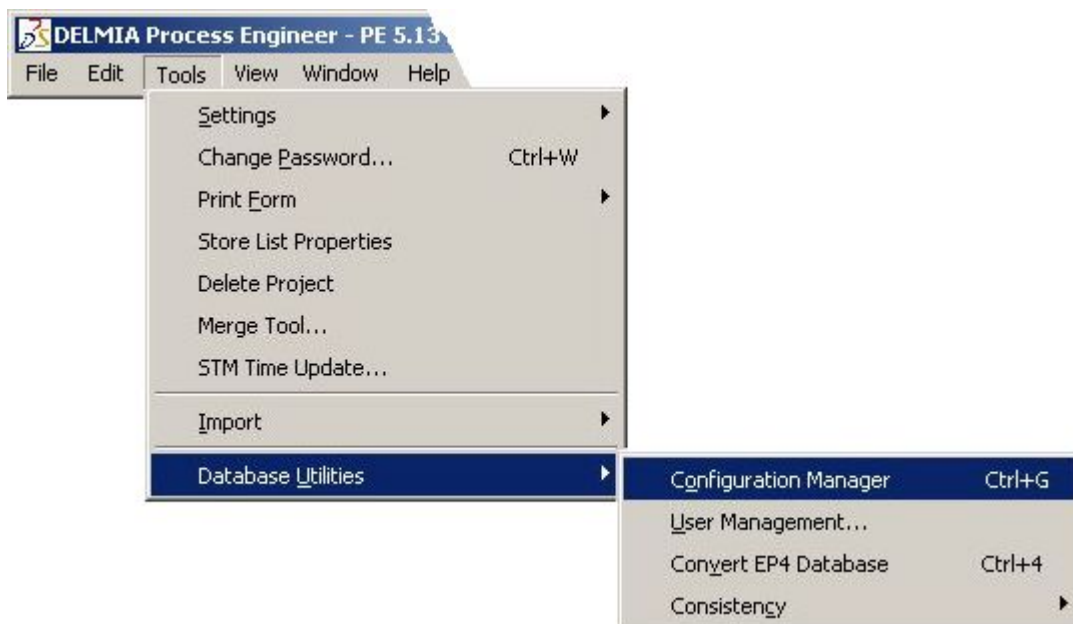 DELMIA Process Engineer - PE 5.13
File Edit Tools View Window Help
Settings
Change Password... Ctrl+W
Print Form
Store List Properties
Delete Project
Merge Tool...
STM Time Update...
Import
Database Utilities
Configuration Manager Ctrl+G
User Management...
Convert EP4 Database Ctrl+4
Consistency